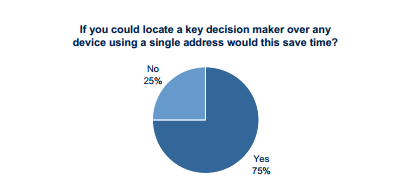 If you could locate a key decision maker over any
device using a single address would this save time?
No
25%
Yes
75%